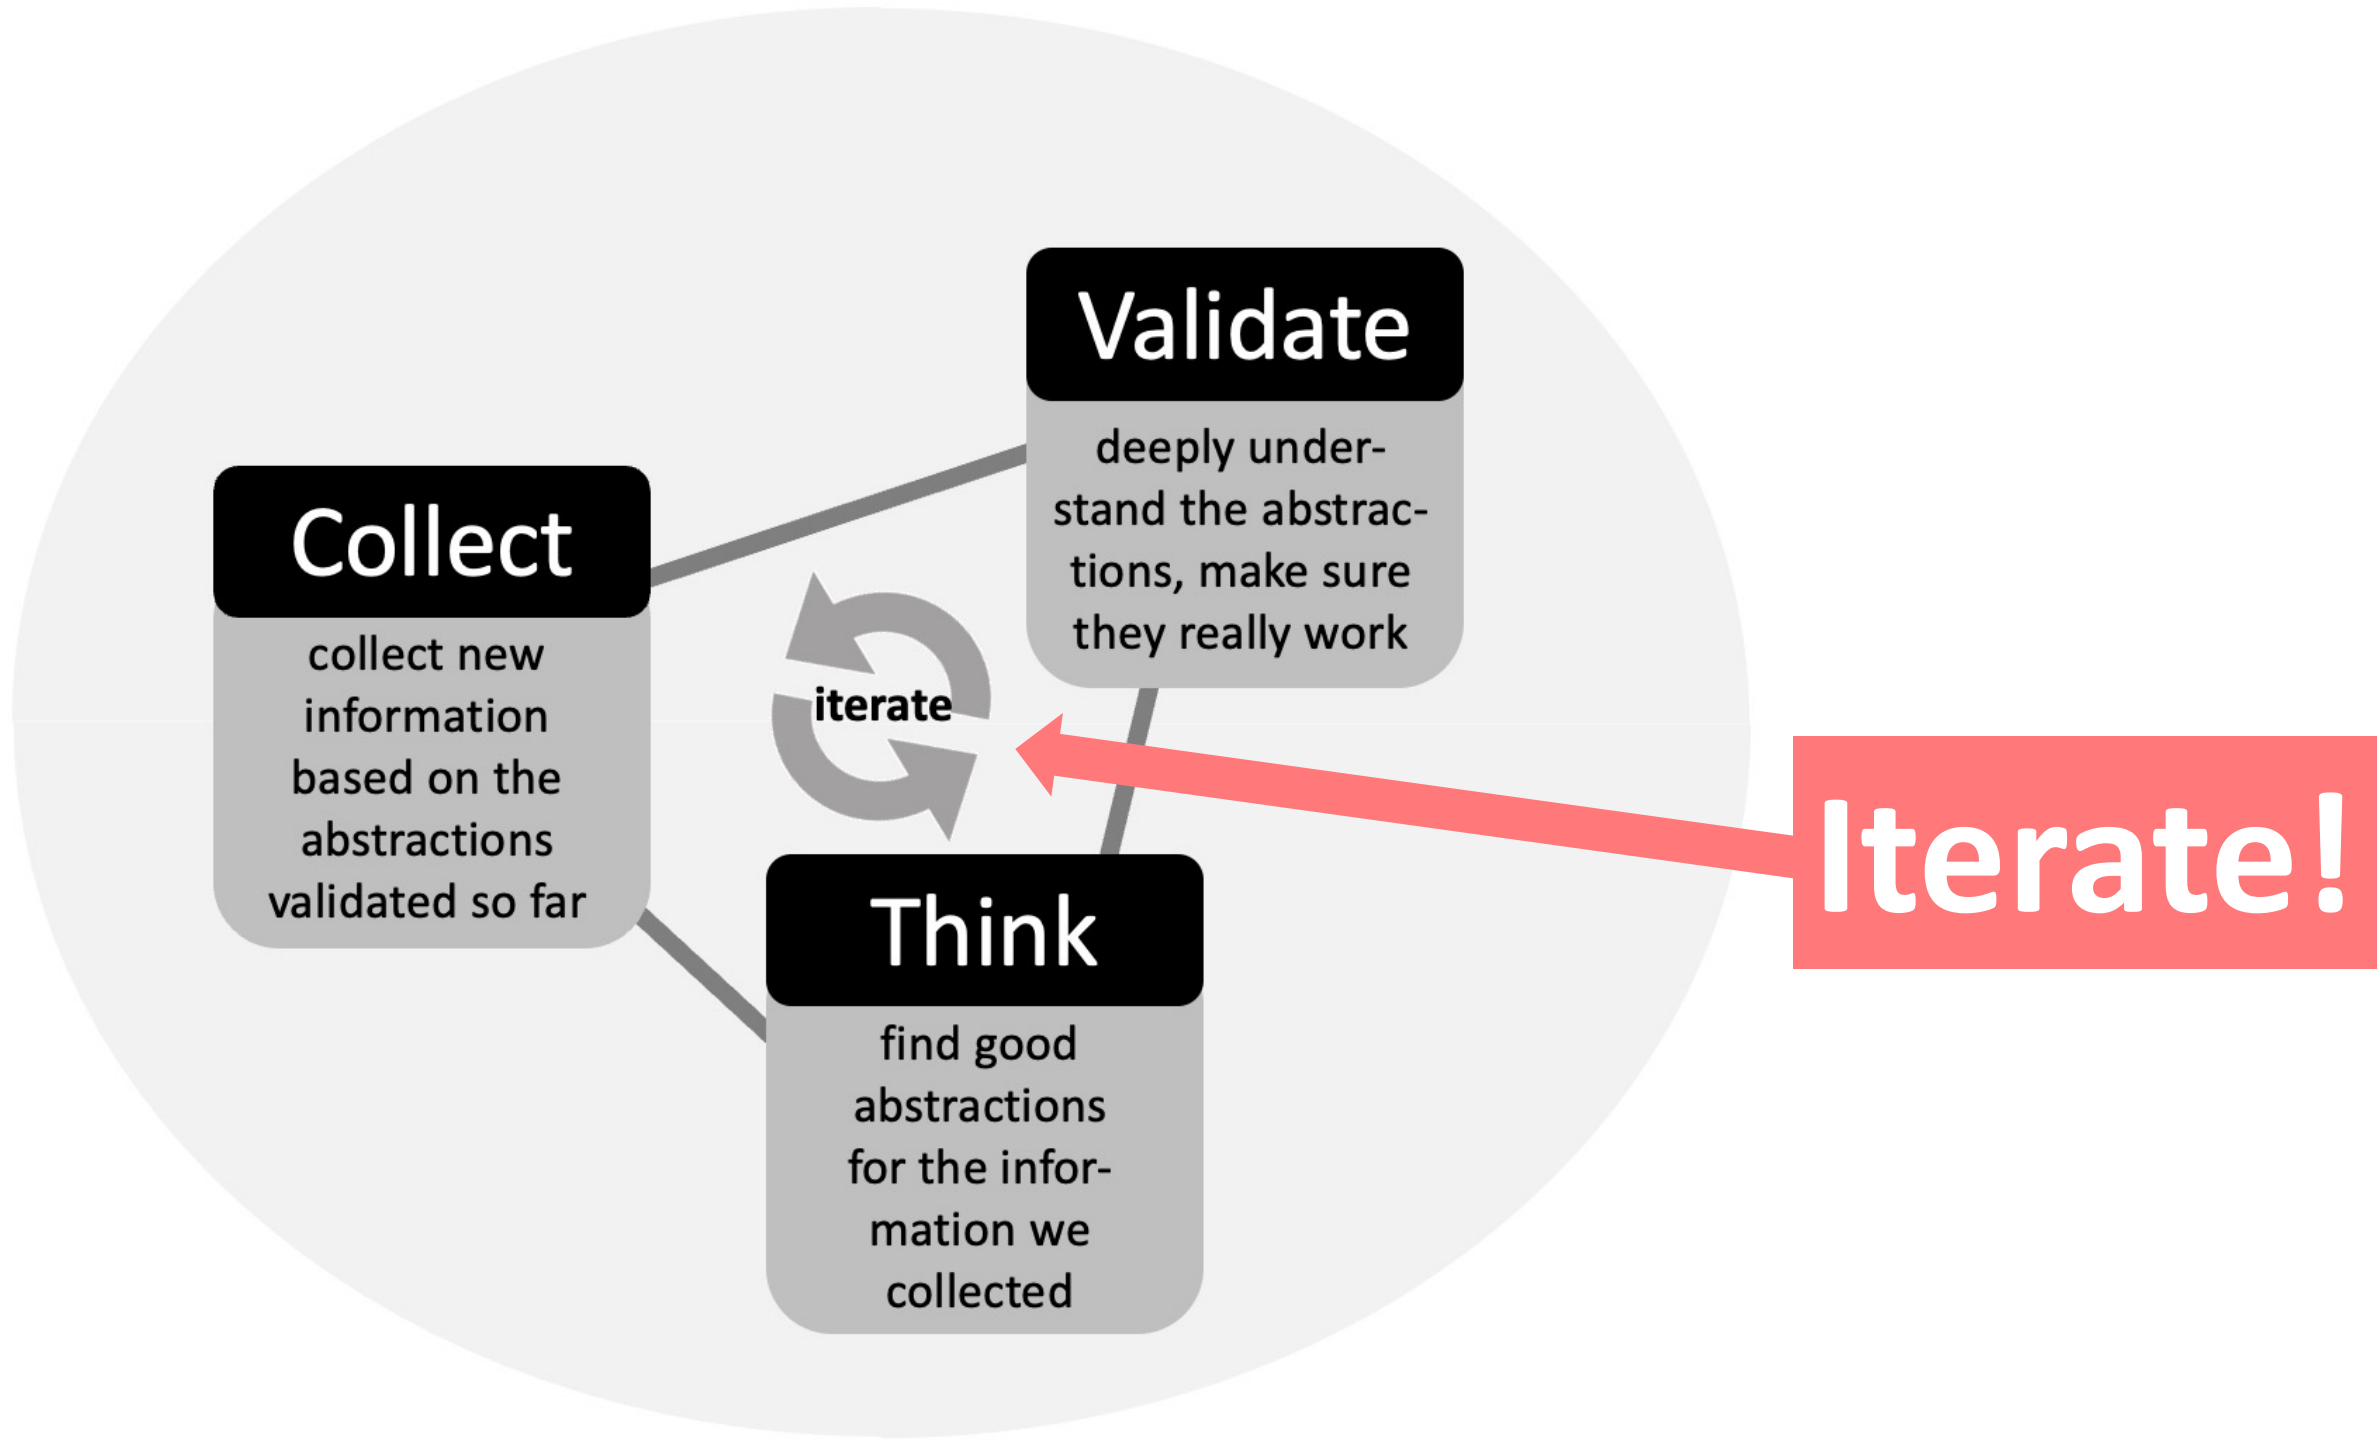 Validate
deeply under-
stand the abstrac-
tions, make sure
they really work
Collect
collect new
information
based on the
abstractions
validated so far
iterate
Iterate!
Think
find good
abstractions
for the infor-
mation we
collected